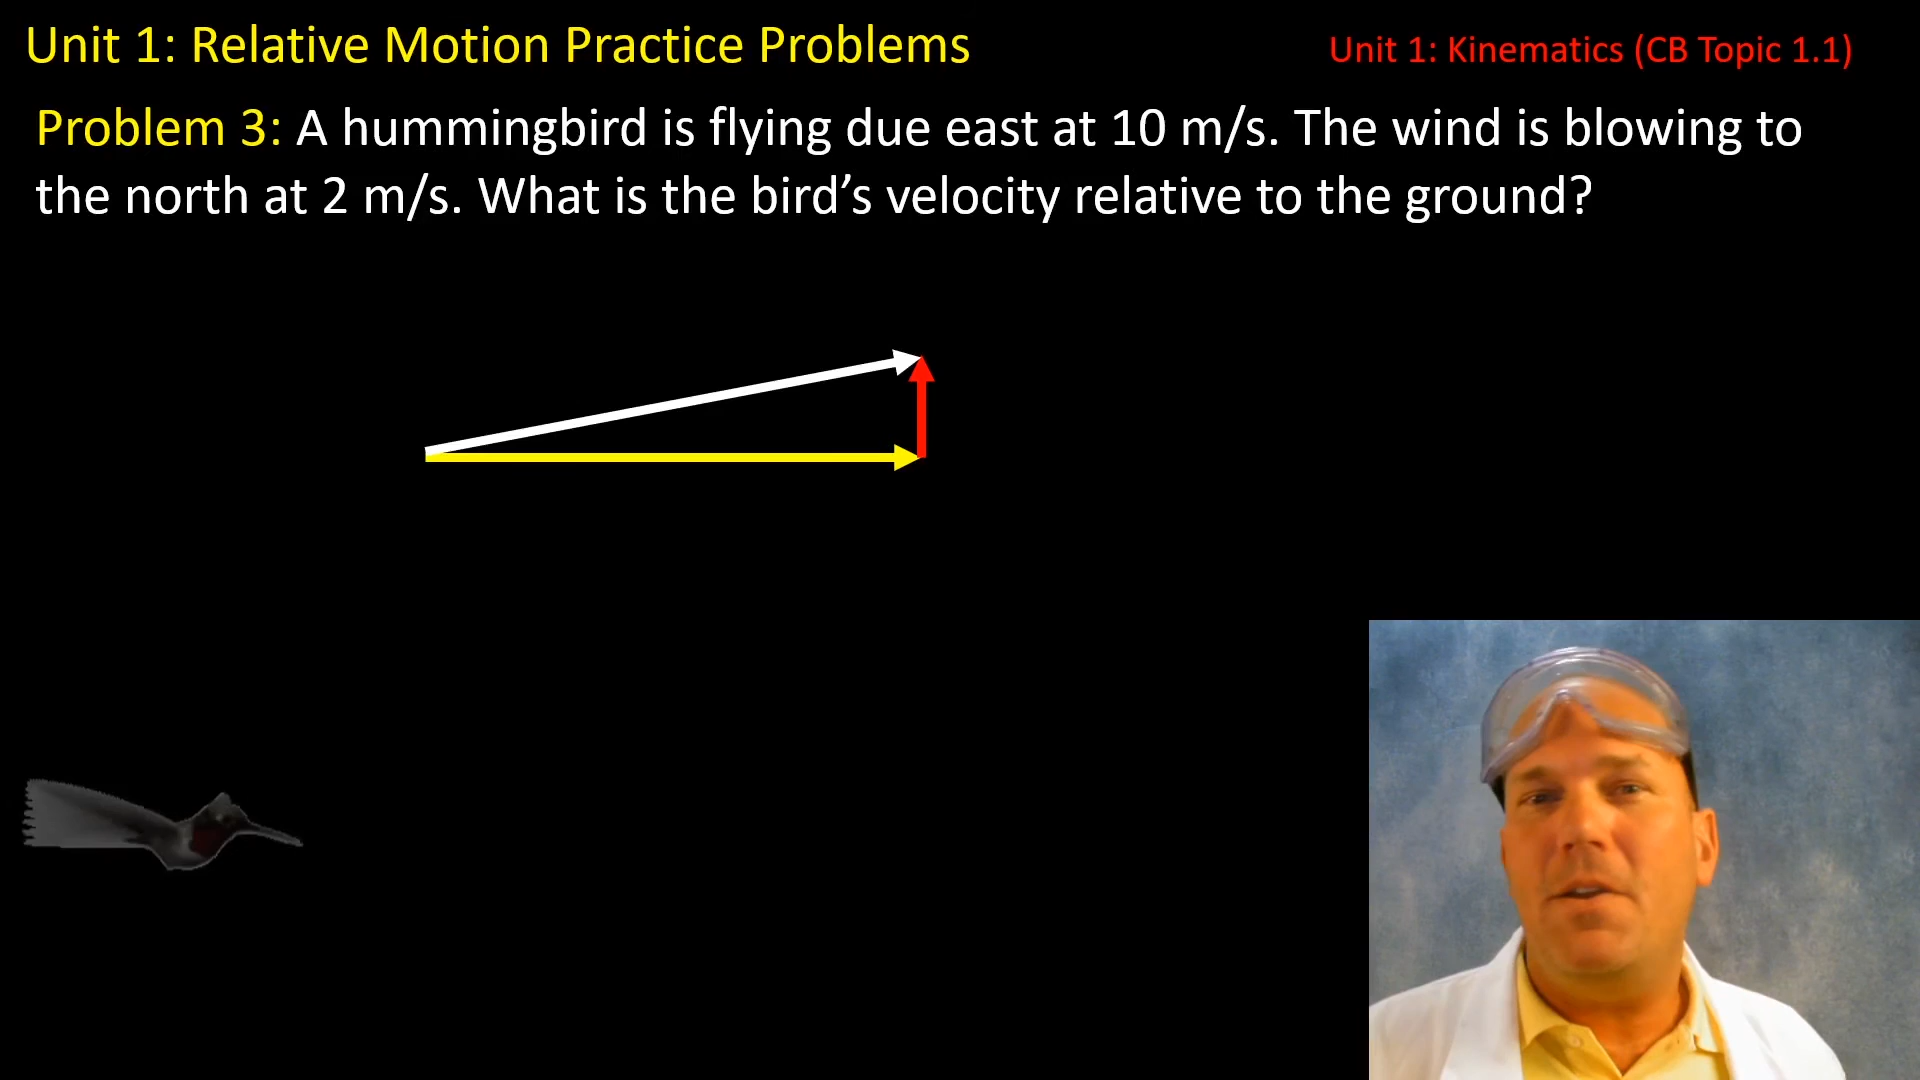 Unit 1: Relative Motion Practice Problems
Unit 1: Kinematics (CB Topic 1.1)
Problem 3: A hummingbird is flying due east at 10 m/s. The wind is blowing to
the north at 2 m/s. What is the bird’s velocity relative to the ground?